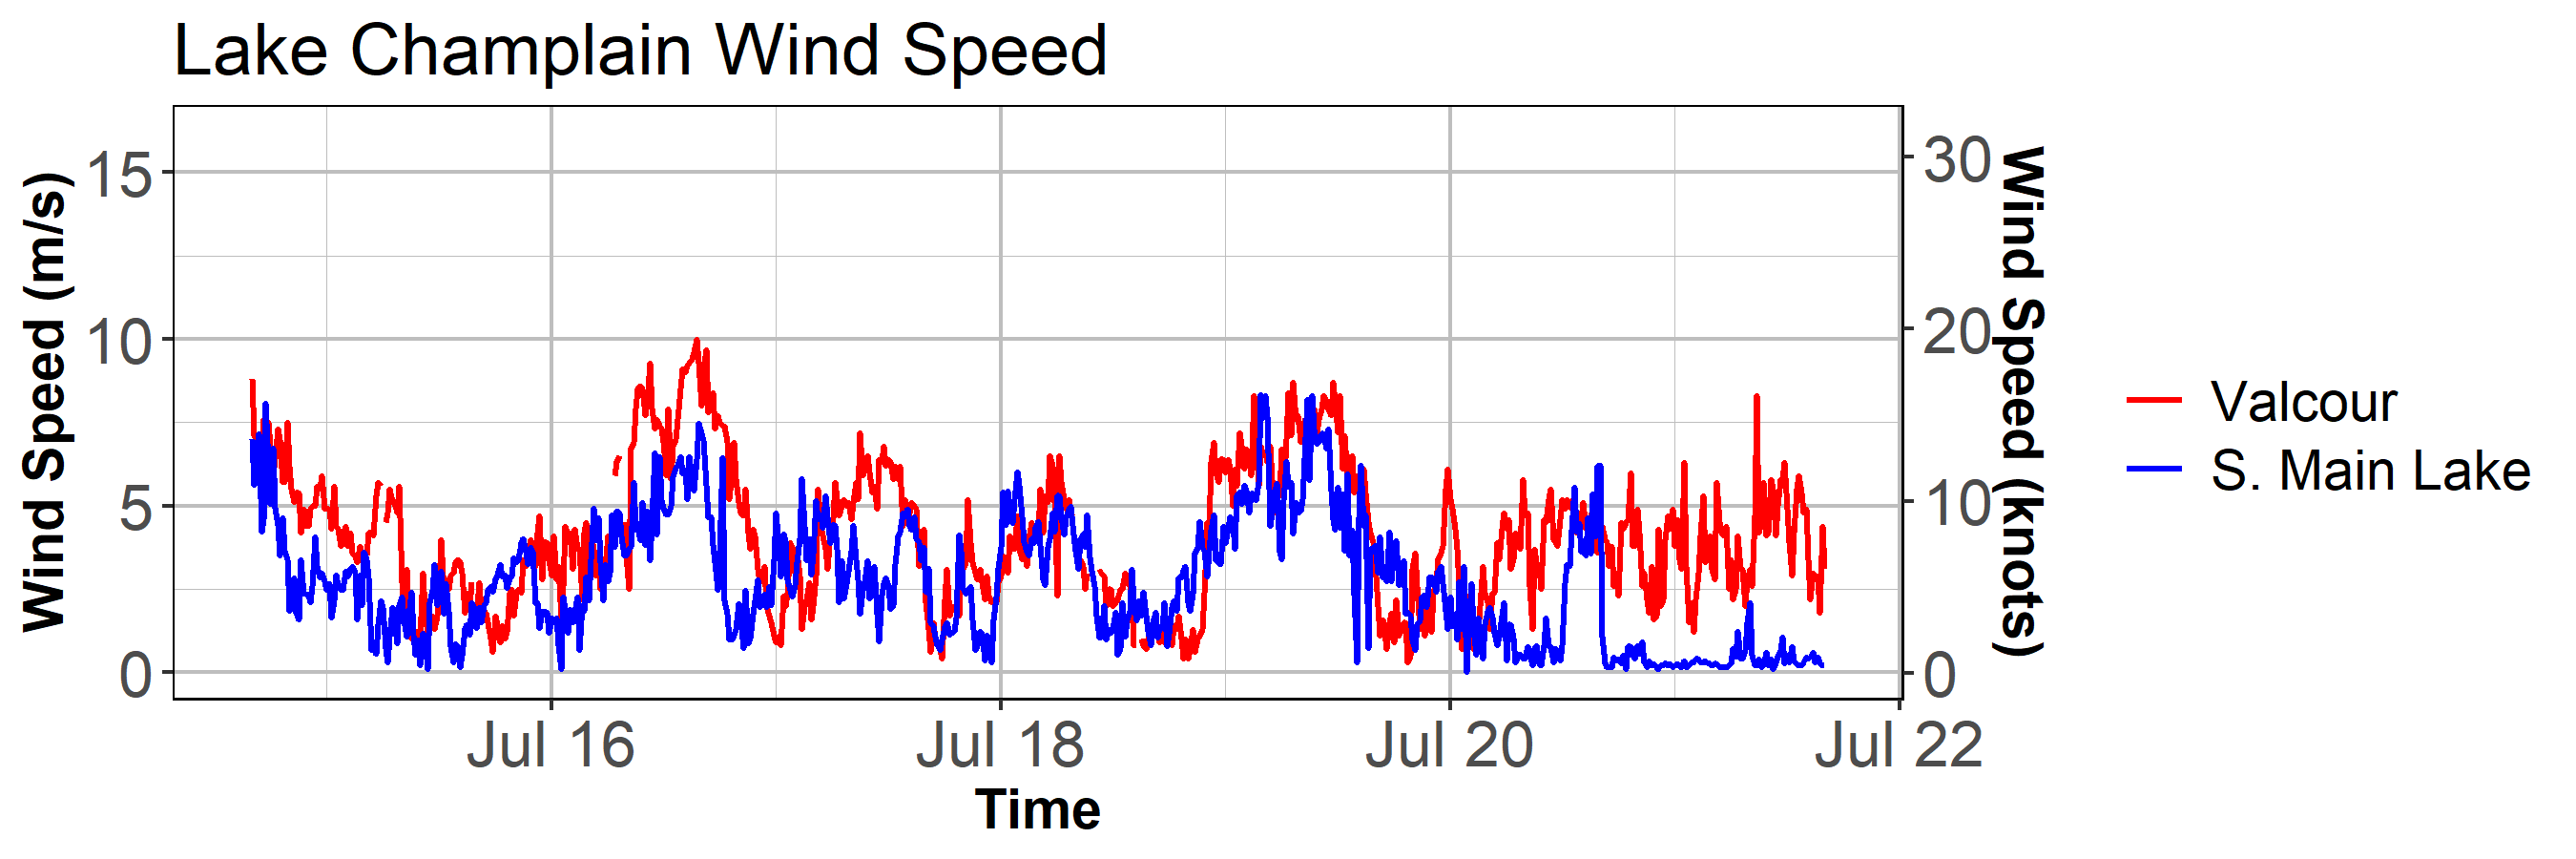 Lake Champlain Wind Speed
Wind Speed (m/s)
15
10
5
0
30
20
10
0
Wind Speed (knots)
Jul 16
Jul 18
Jul 20
Jul 22
Time
Valcour
S. Main Lake